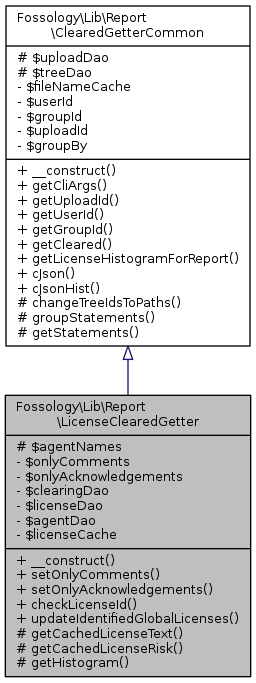 Fossology\Lib\Report
\ClearedGetterCommon
# $uploadDao
# $treeDao
- $fileNameCache
- $userId
- $groupId
- $uploadId
- $groupBy
+ __construct()
+ getCliArgs()
+ getUploadId()
+ getUserId()
+ getGroupId()
+ getCleared()
+ getLicenseHistogramForReport()
+ cJson()
+ cJsonHist()
# changeTreeIdsToPaths()
# groupStatements()
# getStatements()
Fossology\Lib\Report
\LicenseClearedGetter
# $agentNames
- $onlyComments
- $onlyAcknowledgements
- $clearingDao
- $licenseDao
- $agentDao
- $licenseCache
+ __construct()
+ setOnlyComments()
+ setOnlyAcknowledgements()
+ checkLicenseId()
+ updateIdentifiedGlobalLicenses()
# getCachedLicenseText()
# getCachedLicenseRisk()
# getHistogram()